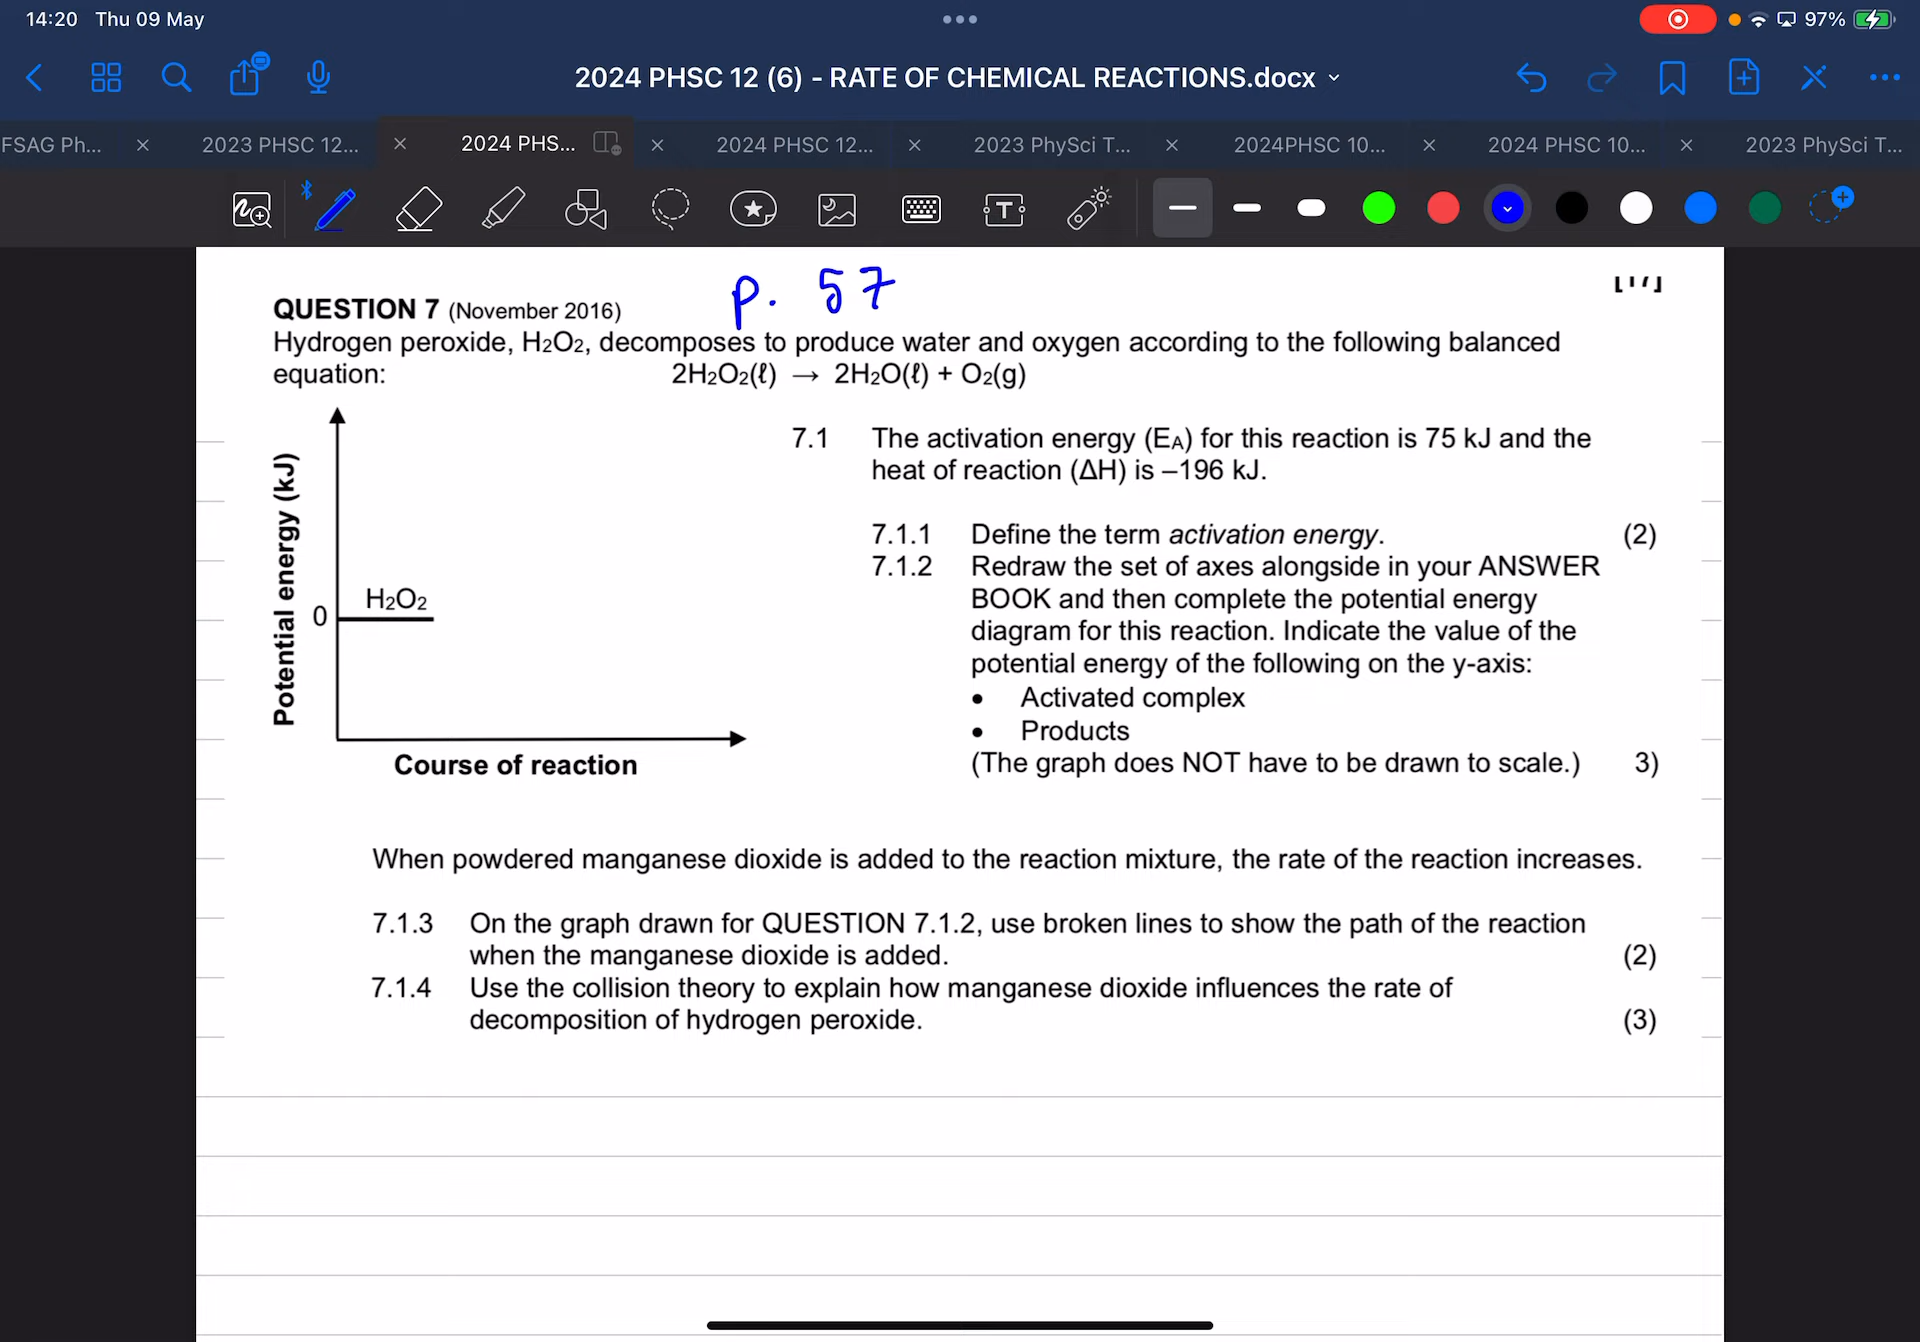 14:20 Thu 09 May
97%
2024 PHSC 12 (6) - RATE OF CHEMICAL REACTIONS.docx
FSAG Ph... 2023 PHSC 12... 2024 PHS... 2024 PHSC 12... 2023 PhySci T... 2024PHSC 10... 2024 PHSC 10... 2023 PhySci T...
p. 57
QUESTION 7 (November 2016)
Hydrogen peroxide, H₂O₂, decomposes to produce water and oxygen according to the following balanced
equation: 2H₂O₂(ℓ) → 2H₂O(ℓ) + O₂(g)
Potential energy (kJ)
0
H₂O₂
Course of reaction
7.1 The activation energy (EA) for this reaction is 75 kJ and the
heat of reaction (ΔH) is –196 kJ.
7.1.1 Define the term activation energy. (2)
7.1.2 Redraw the set of axes alongside in your ANSWER
BOOK and then complete the potential energy
diagram for this reaction. Indicate the value of the
potential energy of the following on the y-axis:
• Activated complex
• Products
(The graph does NOT have to be drawn to scale.) 3)
When powdered manganese dioxide is added to the reaction mixture, the rate of the reaction increases.
7.1.3 On the graph drawn for QUESTION 7.1.2, use broken lines to show the path of the reaction
when the manganese dioxide is added. (2)
7.1.4 Use the collision theory to explain how manganese dioxide influences the rate of
decomposition of hydrogen peroxide. (3)